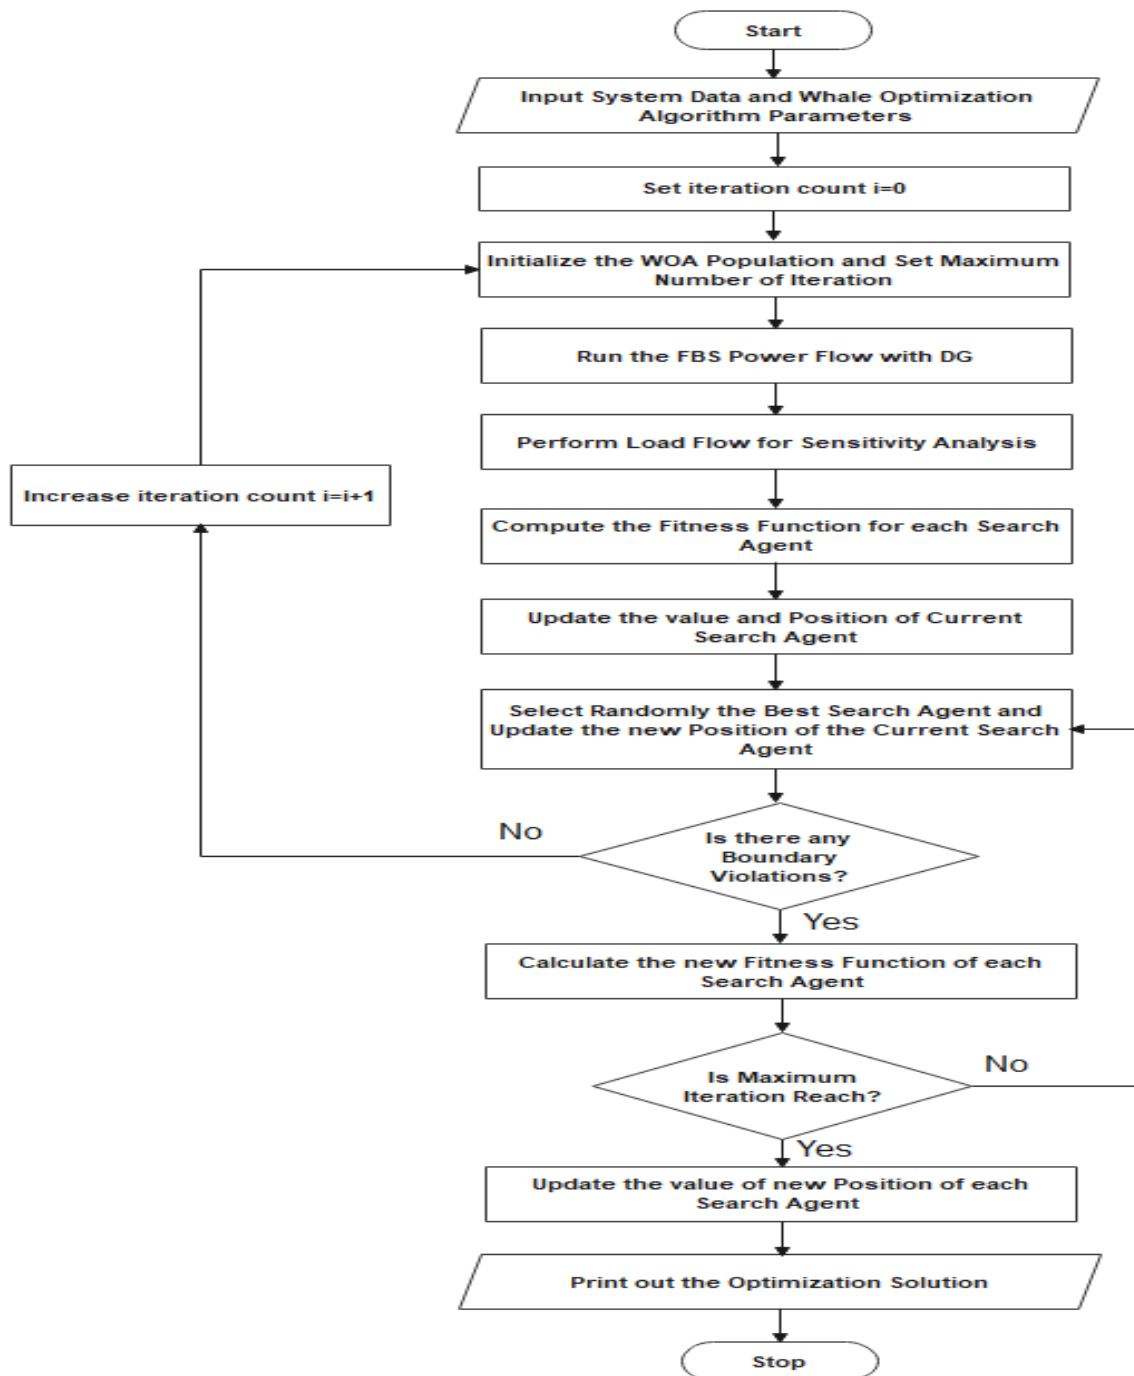 Start
Input System Data and Whale Optimization
Algorithm Parameters
Set iteration count i=0
Initialize the WOA Population and Set Maximum
Number of Iteration
Run the FBS Power Flow with DG
Perform Load Flow for Sensitivity Analysis
Increase iteration count i=i+1
Compute the Fitness Function for each Search
Agent
Update the value and Position of Current
Search Agent
Select Randomly the Best Search Agent and
Update the new Position of the Current Search
Agent
No
Is there any
Boundary
Violations?
Yes
Calculate the new Fitness Function of each
Search Agent
No
Is Maximum
Iteration Reach?
Yes
Update the value of new Position of each
Search Agent
Print out the Optimization Solution
Stop